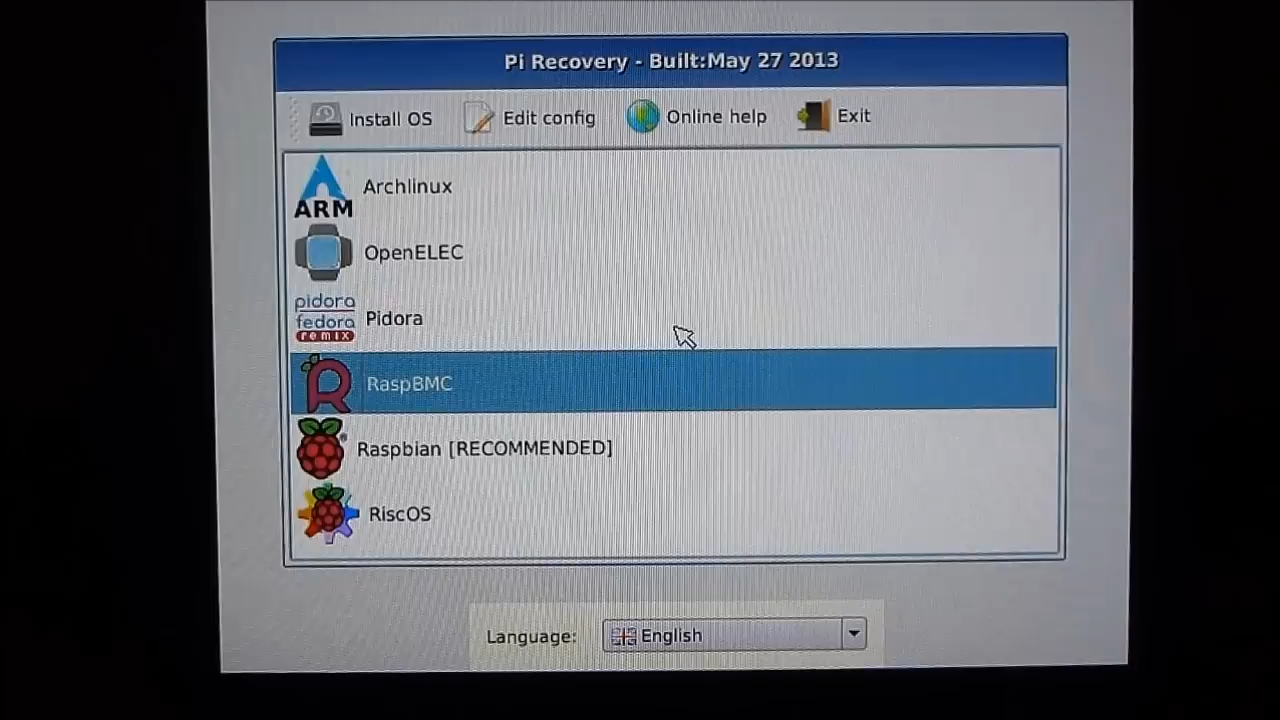 Pi Recovery - Built:May 27 2013
Install OS Edit config Online help Exit
ARM Archlinux
OpenELEC
pidora
fedora
remix
Pidora
RaspBMC
Raspbian [RECOMMENDED]
RiscOS
Language: English